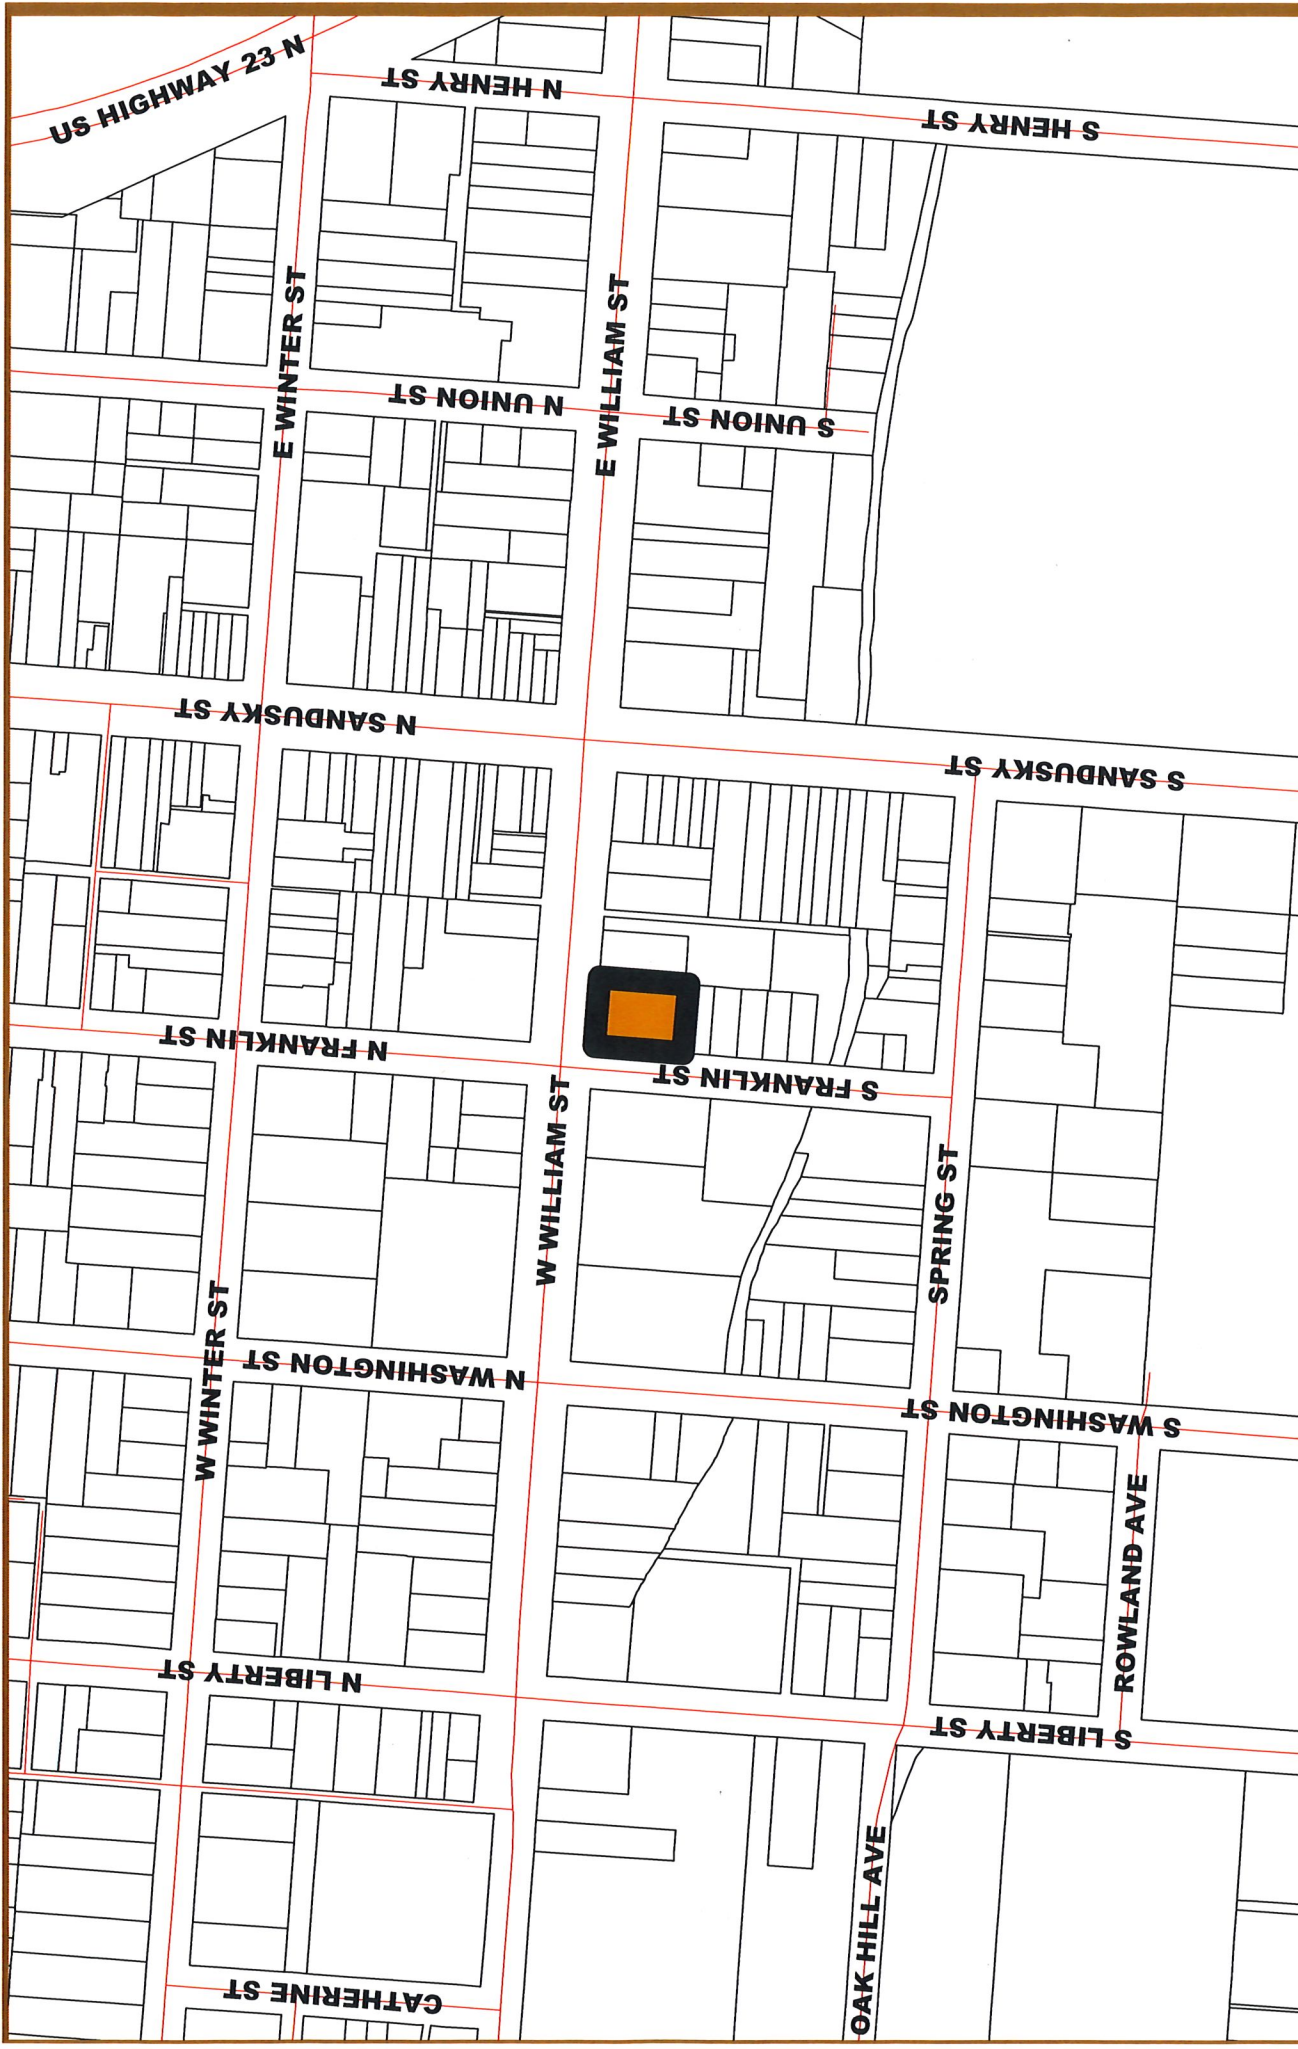 US HIGHWAY 23 N
N HENRY ST
S HENRY ST
E WINTER ST
E WILLIAM ST
N UNION ST
S UNION ST
N SANDUSKY ST
S SANDUSKY ST
N FRANKLIN ST
S FRANKLIN ST
W WILLIAM ST
SPRING ST
W WINTER ST
N WASHINGTON ST
S WASHINGTON ST
ROWLAND AVE
N LIBERTY ST
S LIBERTY ST
OAK HILL AVE
CATHERINE ST